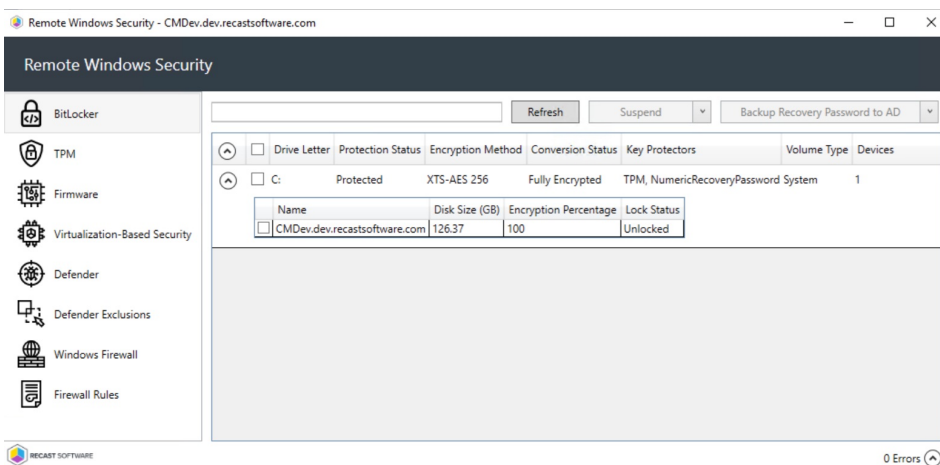 Remote Windows Security - CMDev.dev.recastsoftware.com
Remote Windows Security
BitLocker
TPM
Firmware
Virtualization-Based Security
Defender
Defender Exclusions
Windows Firewall
Firewall Rules
Refresh Suspend Backup Recovery Password to AD
Drive Letter Protection Status Encryption Method Conversion Status Key Protectors Volume Type Devices
C: Protected XTS-AES 256 Fully Encrypted TPM, NumericRecoveryPassword System 1
Name Disk Size (GB) Encryption Percentage Lock Status
CMDev.dev.recastsoftware.com 126.37 100 Unlocked
RECAST SOFTWARE
0 Errors